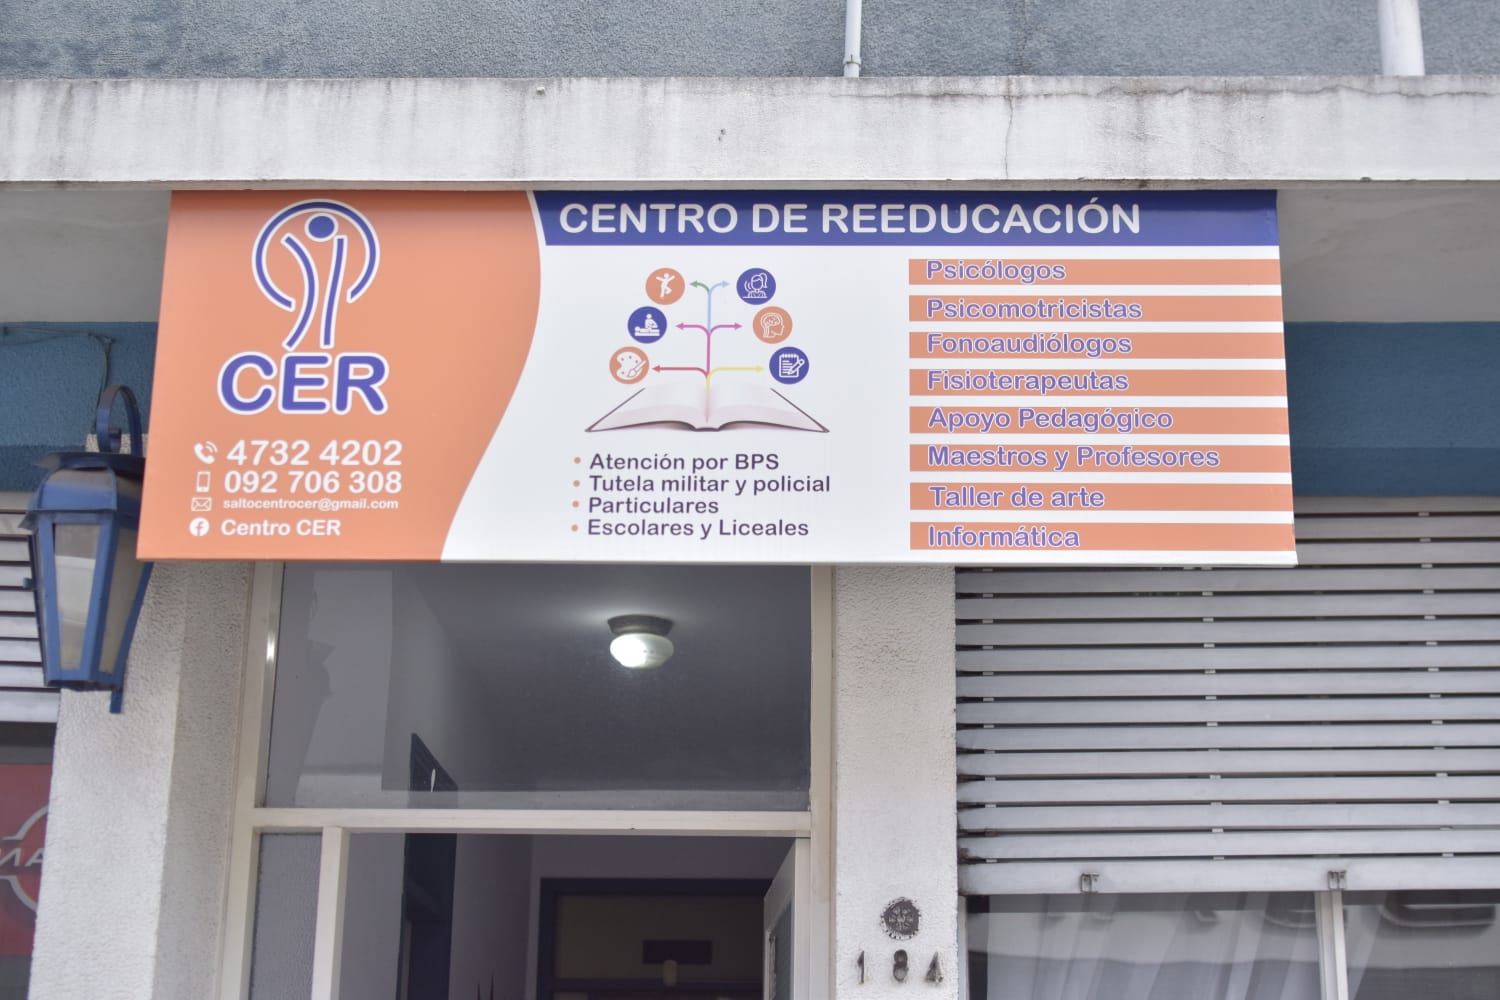 CER
4732 4202
092 706 308
saltocentrocer@gmail.com
Centro CER
CENTRO DE REEDUCACIÓN
• Atención por BPS
• Tutela militar y policial
• Particulares
• Escolares y Liceales
Psicólogos
Psicomotricistas
Fonoaudiólogos
Fisioterapeutas
Apoyo Pedagógico
Maestros y Profesores
Taller de arte
Informática
184